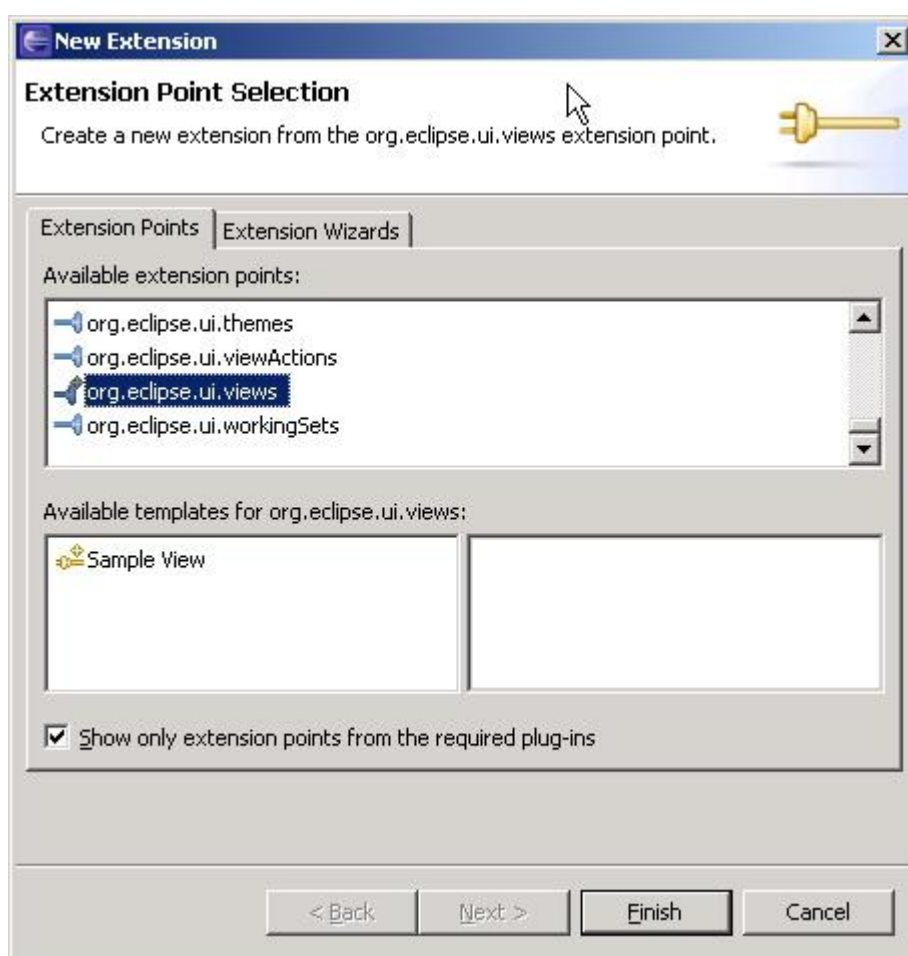 New Extension
Extension Point Selection
Create a new extension from the org.eclipse.ui.views extension point.
Extension Points
Extension Wizards
Available extension points:
org.eclipse.ui.themes
org.eclipse.ui.viewActions
org.eclipse.ui.views
org.eclipse.ui.workingSets
Available templates for org.eclipse.ui.views:
Sample View
Show only extension points from the required plug-ins
< Back
Next >
Finish
Cancel